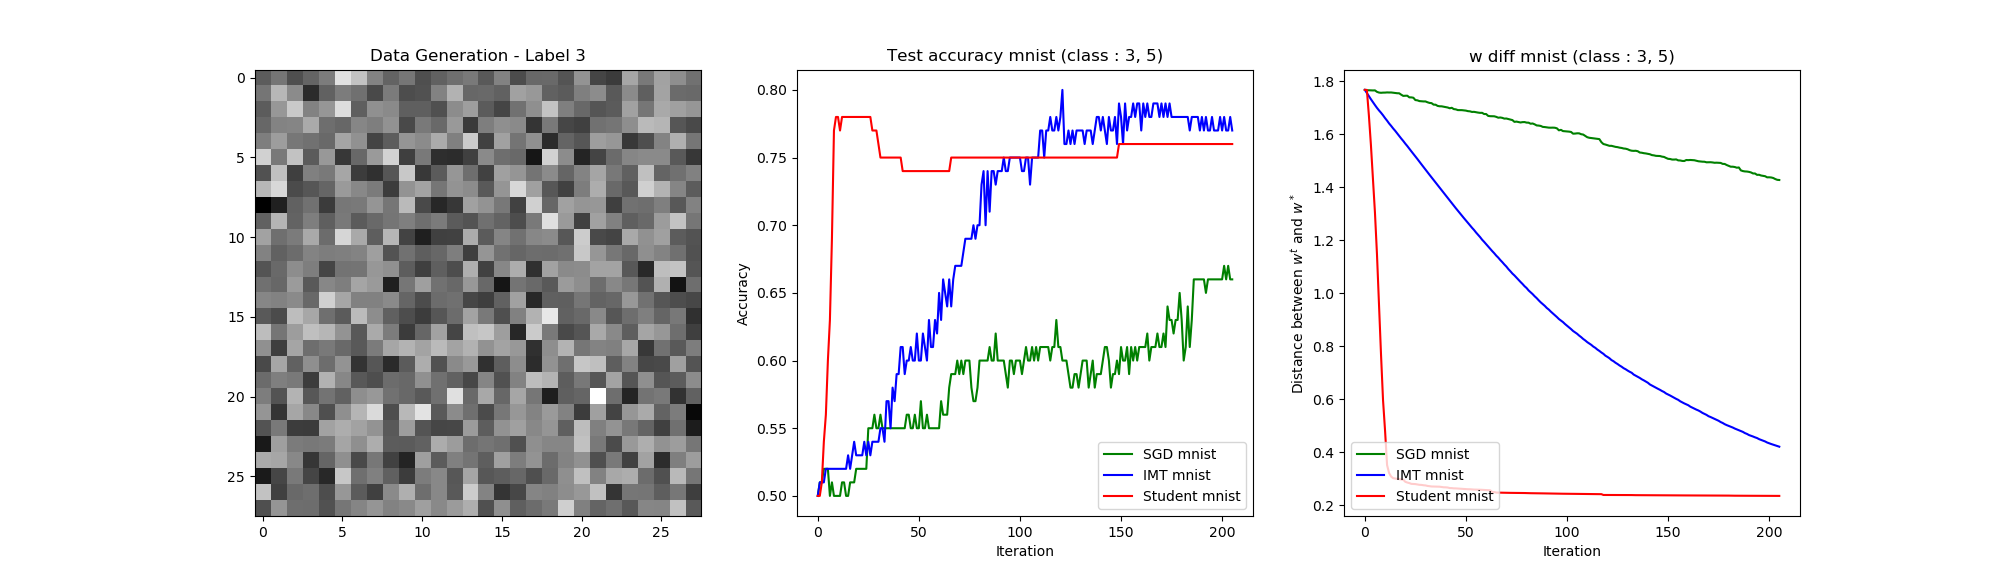 Data Generation - Label 3
0
5
10
15
20
25
0 5 10 15 20 25
Test accuracy mnist (class : 3, 5)
Accuracy
0.80
0.75
0.70
0.65
0.60
0.55
0.50
SGD mnist
IMT mnist
Student mnist
0 50 100 150 200
Iteration
w diff mnist (class : 3, 5)
Distance between w^t and w^*
1.8
1.6
1.4
1.2
1.0
0.8
0.6
0.4
0.2
SGD mnist
IMT mnist
Student mnist
0 50 100 150 200
Iteration